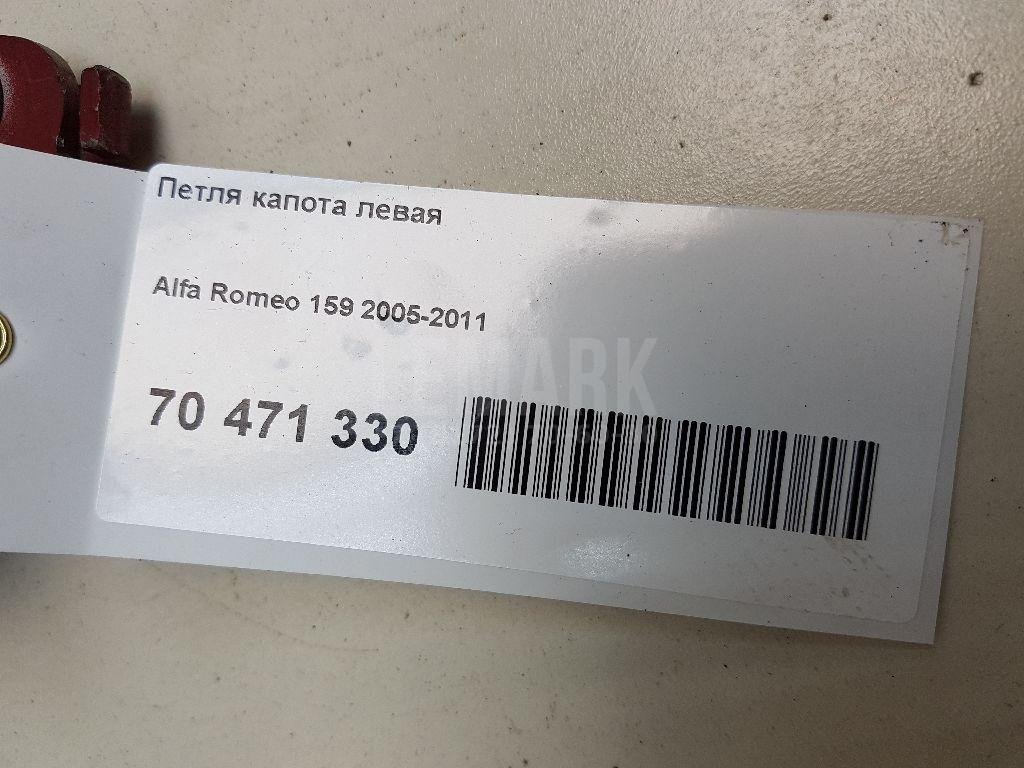 Петля капота левая
Alfa Romeo 159 2005-2011
70 471 330